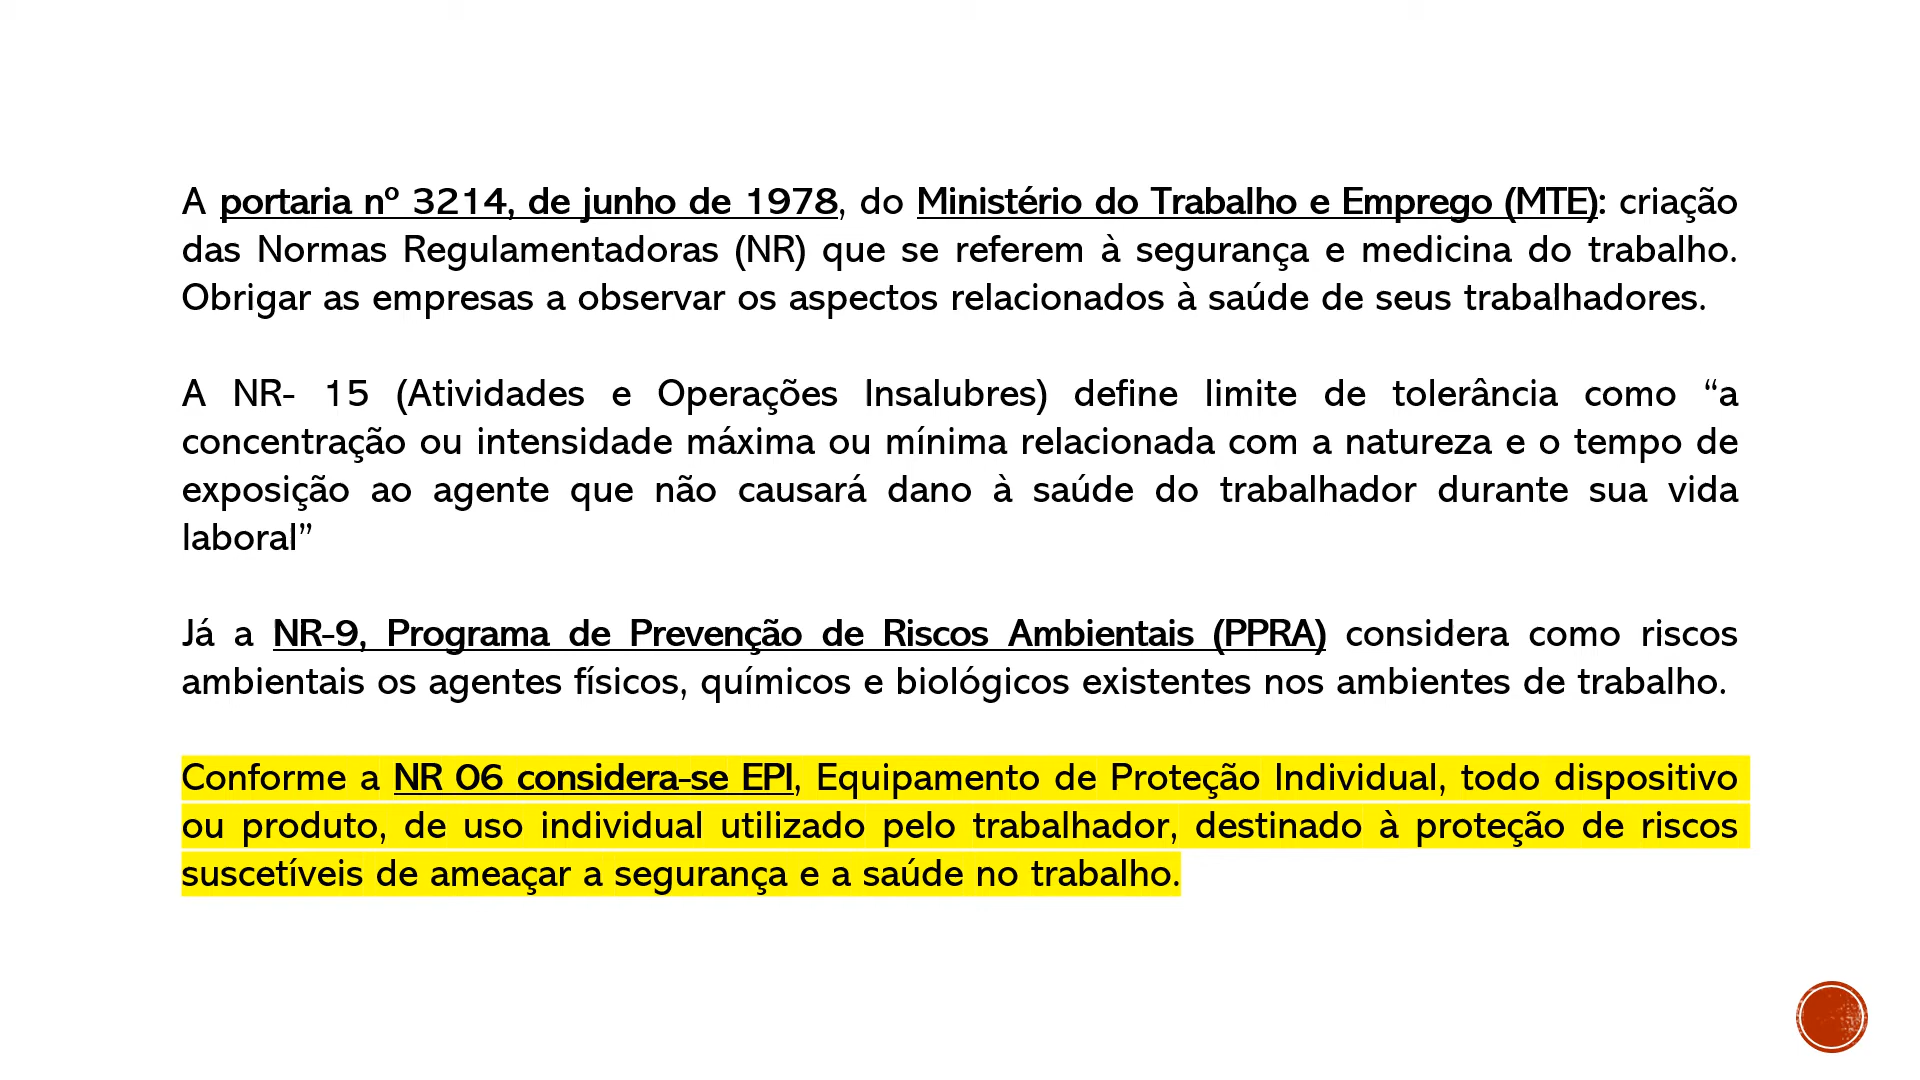 A portaria nº 3214, de junho de 1978, do Ministério do Trabalho e Emprego (MTE): criação
das Normas Regulamentadoras (NR) que se referem à segurança e medicina do trabalho.
Obrigar as empresas a observar os aspectos relacionados à saúde de seus trabalhadores.
A NR- 15 (Atividades e Operações Insalubres) define limite de tolerância como “a
concentração ou intensidade máxima ou mínima relacionada com a natureza e o tempo de
exposição ao agente que não causará dano à saúde do trabalhador durante sua vida
laboral”
Já a NR-9, Programa de Prevenção de Riscos Ambientais (PPRA) considera como riscos
ambientais os agentes físicos, químicos e biológicos existentes nos ambientes de trabalho.
Conforme a NR 06 considera-se EPI, Equipamento de Proteção Individual, todo dispositivo
ou produto, de uso individual utilizado pelo trabalhador, destinado à proteção de riscos
suscetíveis de ameaçar a segurança e a saúde no trabalho.